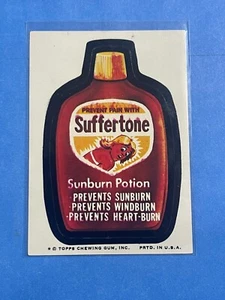 PREVENT PAIN WITH
Suffertone
Sunburn Potion
PREVENTS SUNBURN
PREVENTS WINDBURN
·PREVENTS HEART-BURN
* © TOPPS CHEWING GUM, INC. PRTD. IN U.S.A.